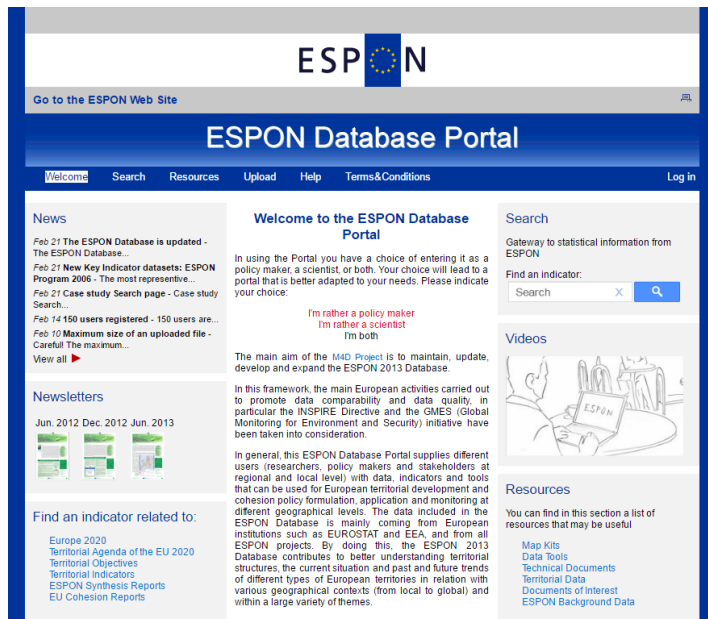 ESPON
Go to the ESPON Web Site
ESPON Database Portal
Welcome Search Resources Upload Help Terms&Conditions Log in
News
Feb 21 The ESPON Database is updated -
The ESPON Database...
Feb 21 New Key Indicator datasets: ESPON
Program 2006 - The most representive...
Feb 21 Case study Search page - Case study
Search...
Feb 14 150 users registered - 150 users are...
Feb 10 Maximum size of an uploaded file -
Careful! The maximum...
View all
Newsletters
Jun. 2012 Dec. 2012 Jun. 2013
Find an indicator related to:
Europe 2020
Territorial Agenda of the EU 2020
Territorial Objectives
Territorial Indicators
ESPON Synthesis Reports
EU Cohesion Reports
Welcome to the ESPON Database
Portal
In using the Portal you have a choice of entering it as a
policy maker, a scientist, or both. Your choice will lead to a
portal that is better adapted to your needs. Please indicate
your choice:
I'm rather a policy maker
I'm rather a scientist
I'm both
The main aim of the M4D Project is to maintain, update,
develop and expand the ESPON 2013 Database.
In this framework, the main European activities carried out
to promote data comparability and data quality, in
particular the INSPIRE Directive and the GMES (Global
Monitoring for Environment and Security) initiative have
been taken into consideration.
In general, this ESPON Database Portal supplies different
users (researchers, policy makers and stakeholders at
regional and local level) with data, indicators and tools
that can be used for European territorial development and
cohesion policy formulation, application and monitoring at
different geographical levels. The data included in the
ESPON Database is mainly coming from European
institutions such as EUROSTAT and EEA, and from all
ESPON projects. By doing this, the ESPON 2013
Database contributes to better understanding territorial
structures, the current situation and past and future trends
of different types of European territories in relation with
various geographical contexts (from local to global) and
within a large variety of themes.
Search
Gateway to statistical information from
ESPON
Find an indicator:
Search X
Videos
ESPON
Resources
You can find in this section a list of
resources that may be useful
Map Kits
Data Tools
Technical Documents
Territorial Data
Documents of Interest
ESPON Background Data